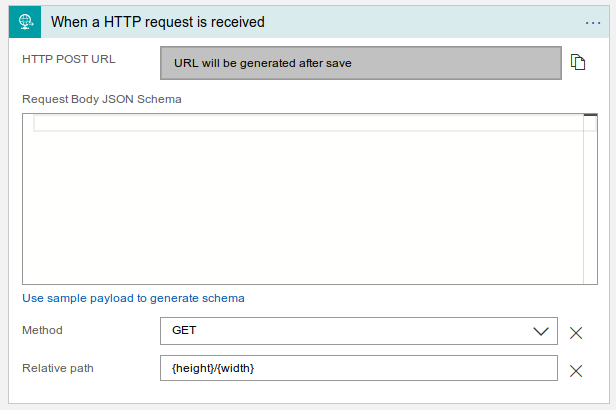 When a HTTP request is received
HTTP POST URL
URL will be generated after save
Request Body JSON Schema
Use sample payload to generate schema
Method
GET
Relative path
{height}/{width}